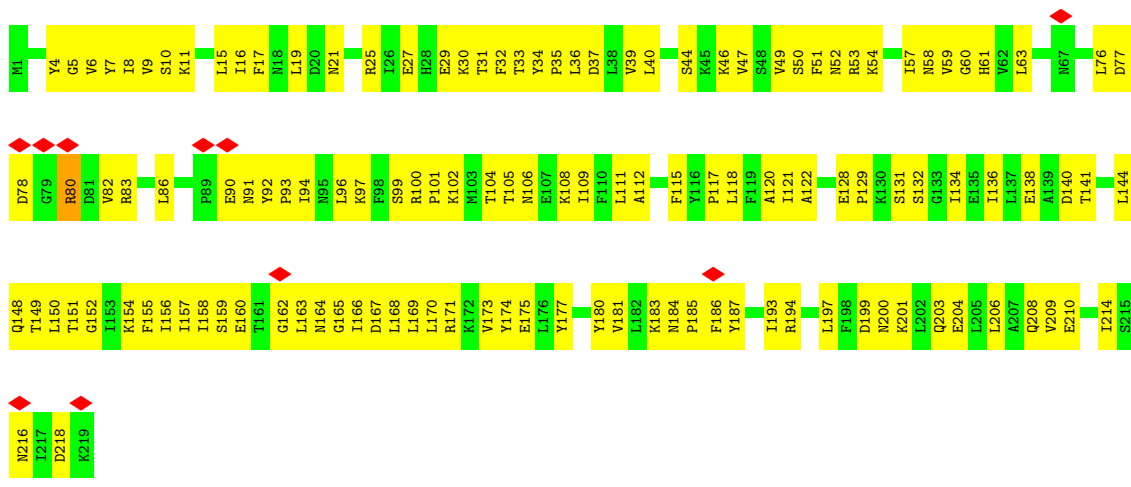 M1 Y4 G5 V6 Y7 I8 V9 S10 K11 L15 I16 F17 N18 L19 D20 N21 R25 I26 E27 H28 E29 K30 T31 F32 T33 Y34 P35 L36 D37 L38 V39 L40 S44 K45 K46 V47 S48 V49 S50 F51 N52 R53 K54 I57 N58 V59 G60 H61 V62 L63 N67 L76 D77
D78 G79 R80 D81 V82 R83 L86 P89 E90 N91 Y92 P93 I94 N95 L96 K97 F98 S99 R100 P101 K102 M103 T104 T105 N106 E107 K108 I109 F110 L111 A112 F115 Y116 P117 L118 F119 A120 I121 A122 E128 P129 K130 S131 S132 G133 I134 E135 I136 L137 E138 A139 D140 T141 L144
Q148 T149 L150 T151 G152 I153 K154 F155 I156 I157 I158 S159 E160 T161 G162 L163 N164 G165 I166 D167 L168 L169 L170 R171 K172 V173 Y174 E175 L176 Y177 Y180 V181 L182 K183 N184 P185 F186 Y187 I193 R194 L197 F198 D199 N200 K201 L202 Q203 E204 L205 L206 A207 Q208 V209 E210 I214 S215
N216 I217 D218 K219